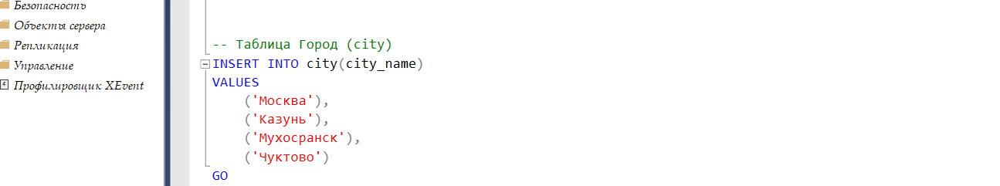 Безопасность
Объекты сервера
Репликация
Управление
Профилировщик XEvent
-- Таблица Город (city)
INSERT INTO city(city_name)
VALUES
('Москва'),
('Казунь'),
('Мухосранск'),
('Чуктово')
GO